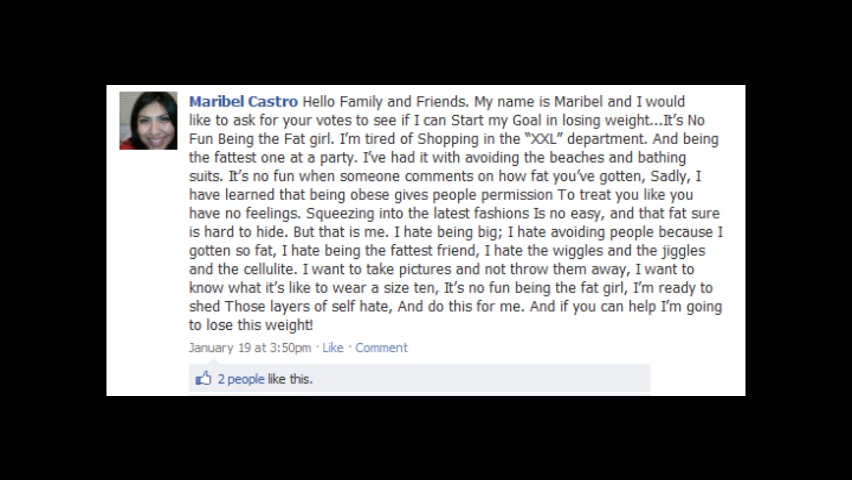 Maribel Castro Hello Family and Friends. My name is Maribel and I would
like to ask for your votes to see if I can Start my Goal in losing weight...It's No
Fun Being the Fat girl. I'm tired of Shopping in the “XXL” department. And being
the fattest one at a party. I've had it with avoiding the beaches and bathing
suits. It's no fun when someone comments on how fat you've gotten, Sadly, I
have learned that being obese gives people permission To treat you like you
have no feelings. Squeezing into the latest fashions Is no easy, and that fat sure
is hard to hide. But that is me. I hate being big; I hate avoiding people because I
gotten so fat, I hate being the fattest friend, I hate the wiggles and the jiggles
and the cellulite. I want to take pictures and not throw them away, I want to
know what it's like to wear a size ten, It's no fun being the fat girl, I'm ready to
shed Those layers of self hate, And do this for me. And if you can help I'm going
to lose this weight!
January 19 at 3:50pm · Like · Comment
2 people like this.